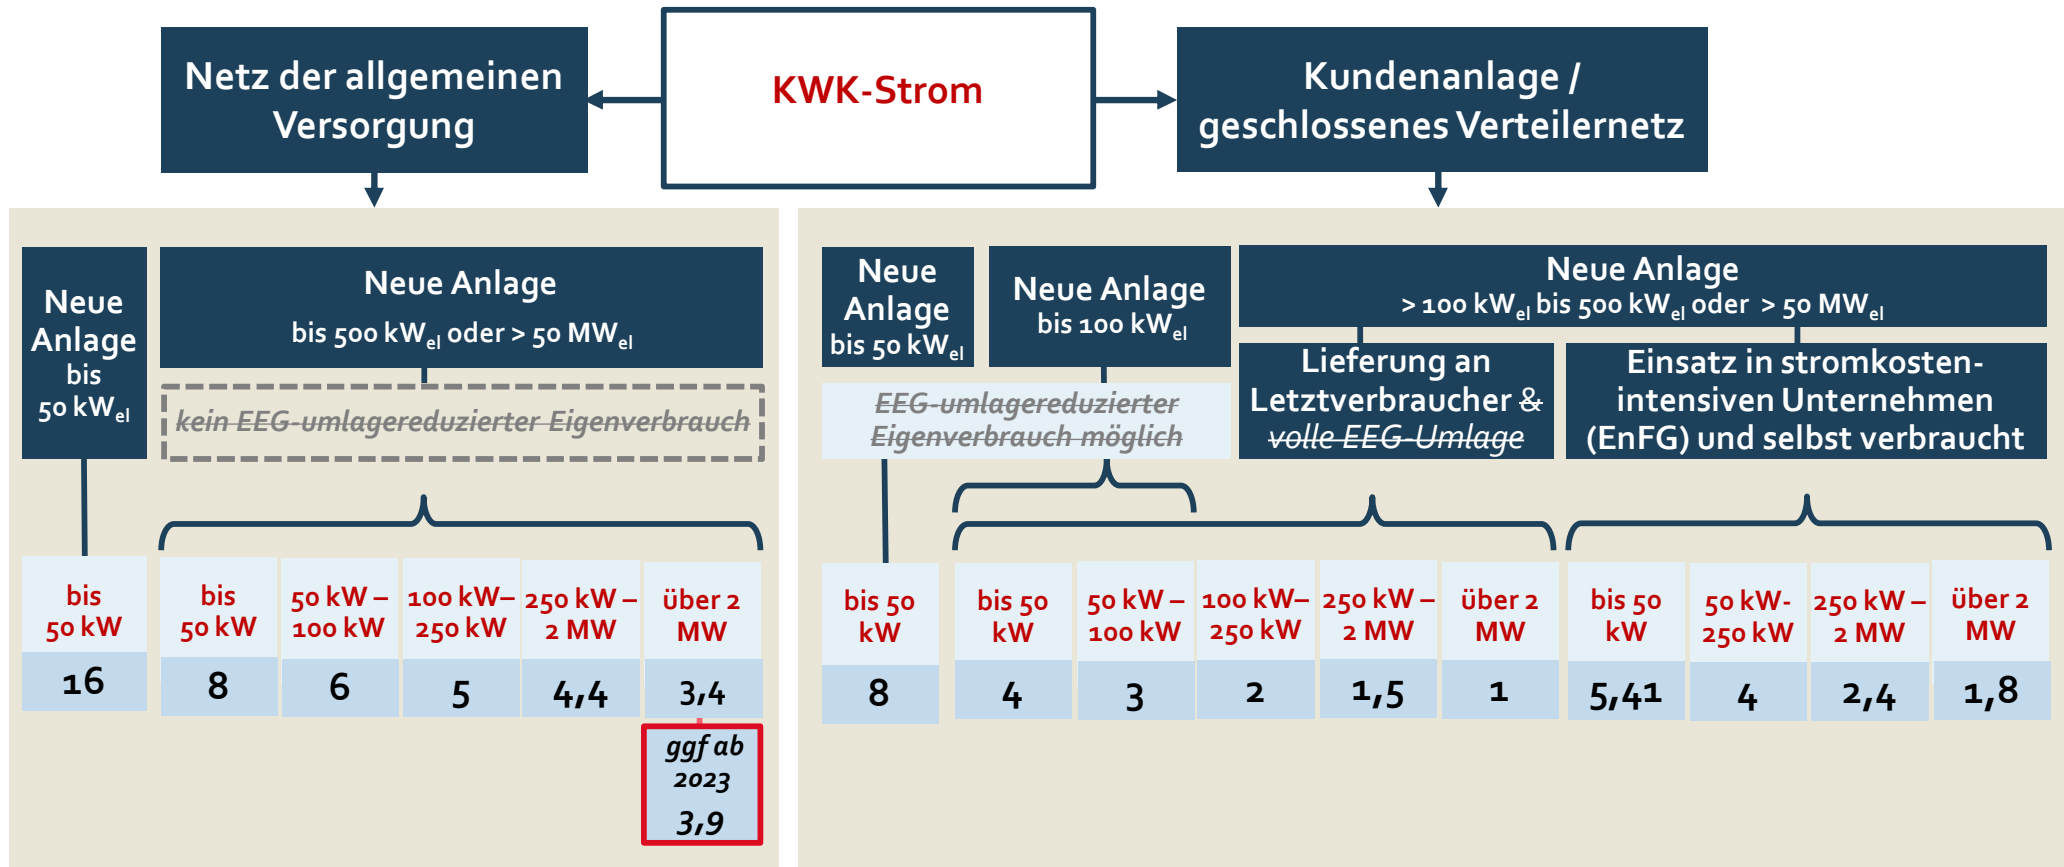 Netz der allgemeinen
Versorgung
KWK-Strom
Kundenanlage /
geschlossenes Verteilernetz
Neue
Anlage
bis
50 kWel
Neue Anlage
bis 500 kWel oder > 50 MWel
kein EEG-umlagereduzierter Eigenverbrauch
Neue
Anlage
bis 50 kWel
Neue Anlage
bis 100 kWel
EEG-umlagereduzierter
Eigenverbrauch möglich
Neue Anlage
> 100 kWel bis 500 kWel oder > 50 MWel
Lieferung an
Letztverbraucher &
volle EEG-Umlage
Einsatz in stromkosten-
intensiven Unternehmen
(EnFG) und selbst verbraucht
bis
50 kW
16
bis
50 kW
8
50 kW –
100 kW
6
100 kW–
250 kW
5
250 kW –
2 MW
4,4
über 2
MW
3,4
ggf ab
2023
3,9
bis 50
kW
8
bis 50
kW
4
50 kW –
100 kW
3
100 kW–
250 kW
2
250 kW –
2 MW
1,5
über 2
MW
1
bis 50
kW
5,41
50 kW-
250 kW
4
250 kW –
2 MW
2,4
über 2
MW
1,8